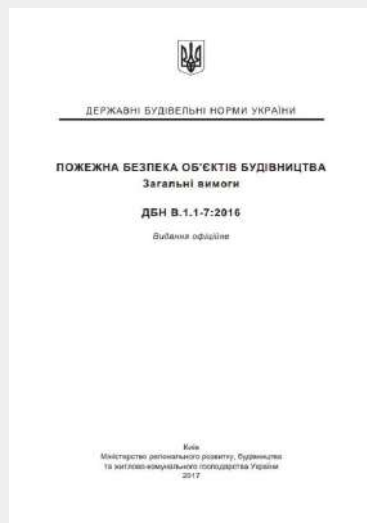 ДЕРЖАВНІ БУДІВЕЛЬНІ НОРМИ УКРАЇНИ
ПОЖЕЖНА БЕЗПЕКА ОБ'ЄКТІВ БУДІВНИЦТВА
Загальні вимоги
ДБН В.1.1-7:2016
Видання офіційне
Київ
Міністерство регіонального розвитку, будівництва
та житлово-комунального господарства України
2017